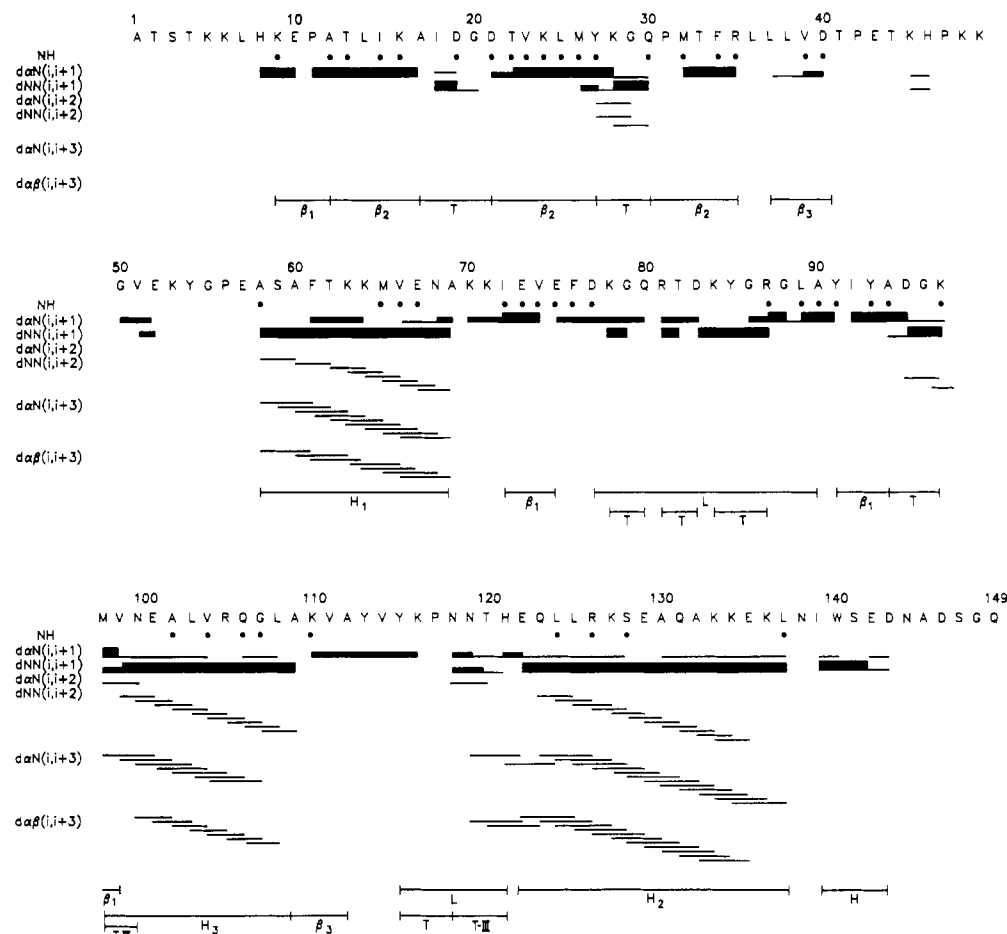 1 10 20 30 40
A T S T K K L H K E P A T L I K A I D G D T V K L M Y K G Q P M T F R L L L V D T P E T K H P K K
NH
dαN(i,i+1)
dNN(i,i+1)
dαN(i,i+2)
dNN(i,i+2)
dαN(i,i+3)
dαβ(i,i+3)
β1 β2 T β2 T β2 β3
50 60 70 80 90
G V E K Y G P E A S A F T K K M V E N A K K I E V E F D K G Q R T D K Y G R G L A Y I Y A D G K
NH
dαN(i,i+1)
dNN(i,i+1)
dαN(i,i+2)
dNN(i,i+2)
dαN(i,i+3)
dαβ(i,i+3)
H1 β1 L β1 T
T T T
100 110 120 130 140 149
M V N E A L V R Q G L A K V A Y V Y K P N N T H E Q L L R K S E A Q A K K E K L N I W S E D N A D S G Q
NH
dαN(i,i+1)
dNN(i,i+1)
dαN(i,i+2)
dNN(i,i+2)
dαN(i,i+3)
dαβ(i,i+3)
β1 L H2 H
H3 β3 T T-III
T-III